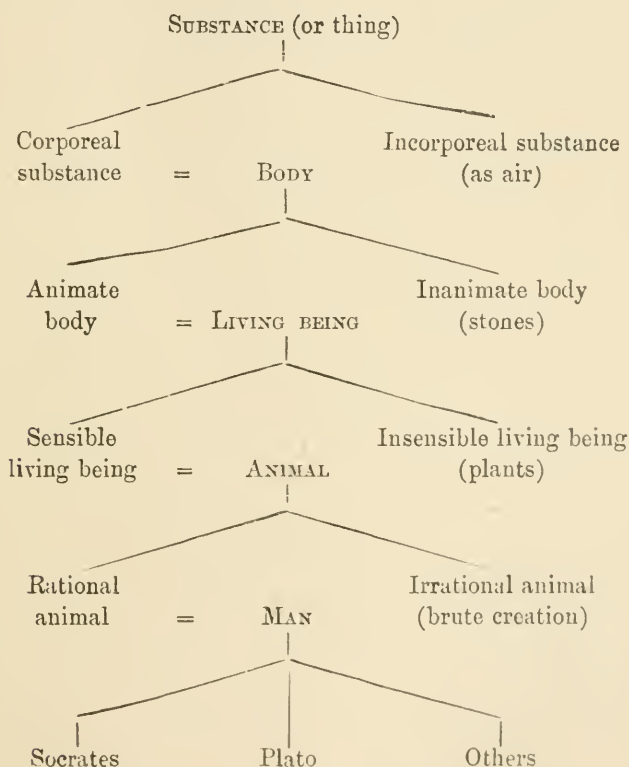 SUBSTANCE (or thing)
Corporeal Incorporeal substance
substance = BODY (as air)
Animate Inanimate body
body = LIVING BEING (stones)
Sensible Insensible living being
living being = ANIMAL (plants)
Rational Irrational animal
animal = MAN (brute creation)
Socrates Plato Others